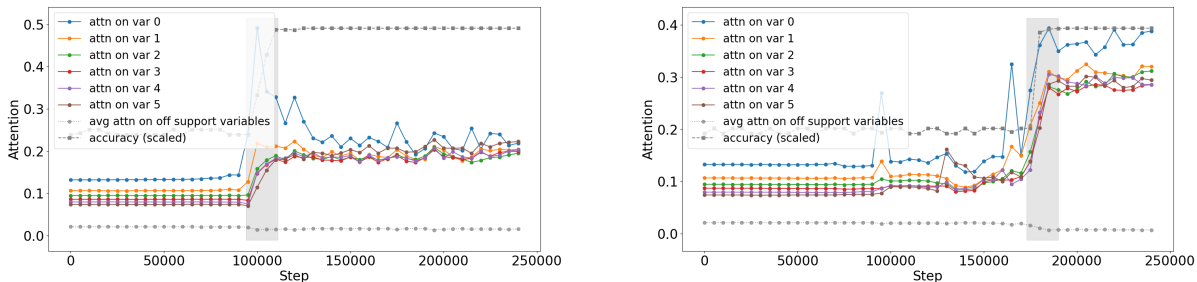 0.5
0.4
0.3
0.2
0.1
0.0
Attention
attn on var 0
attn on var 1
attn on var 2
attn on var 3
attn on var 4
attn on var 5
avg attn on off support variables
accuracy (scaled)
0 50000 100000 150000 200000 250000
Step
0.4
0.3
0.2
0.1
0.0
Attention
attn on var 0
attn on var 1
attn on var 2
attn on var 3
attn on var 4
attn on var 5
avg attn on off support variables
accuracy (scaled)
0 50000 100000 150000 200000 250000
Step